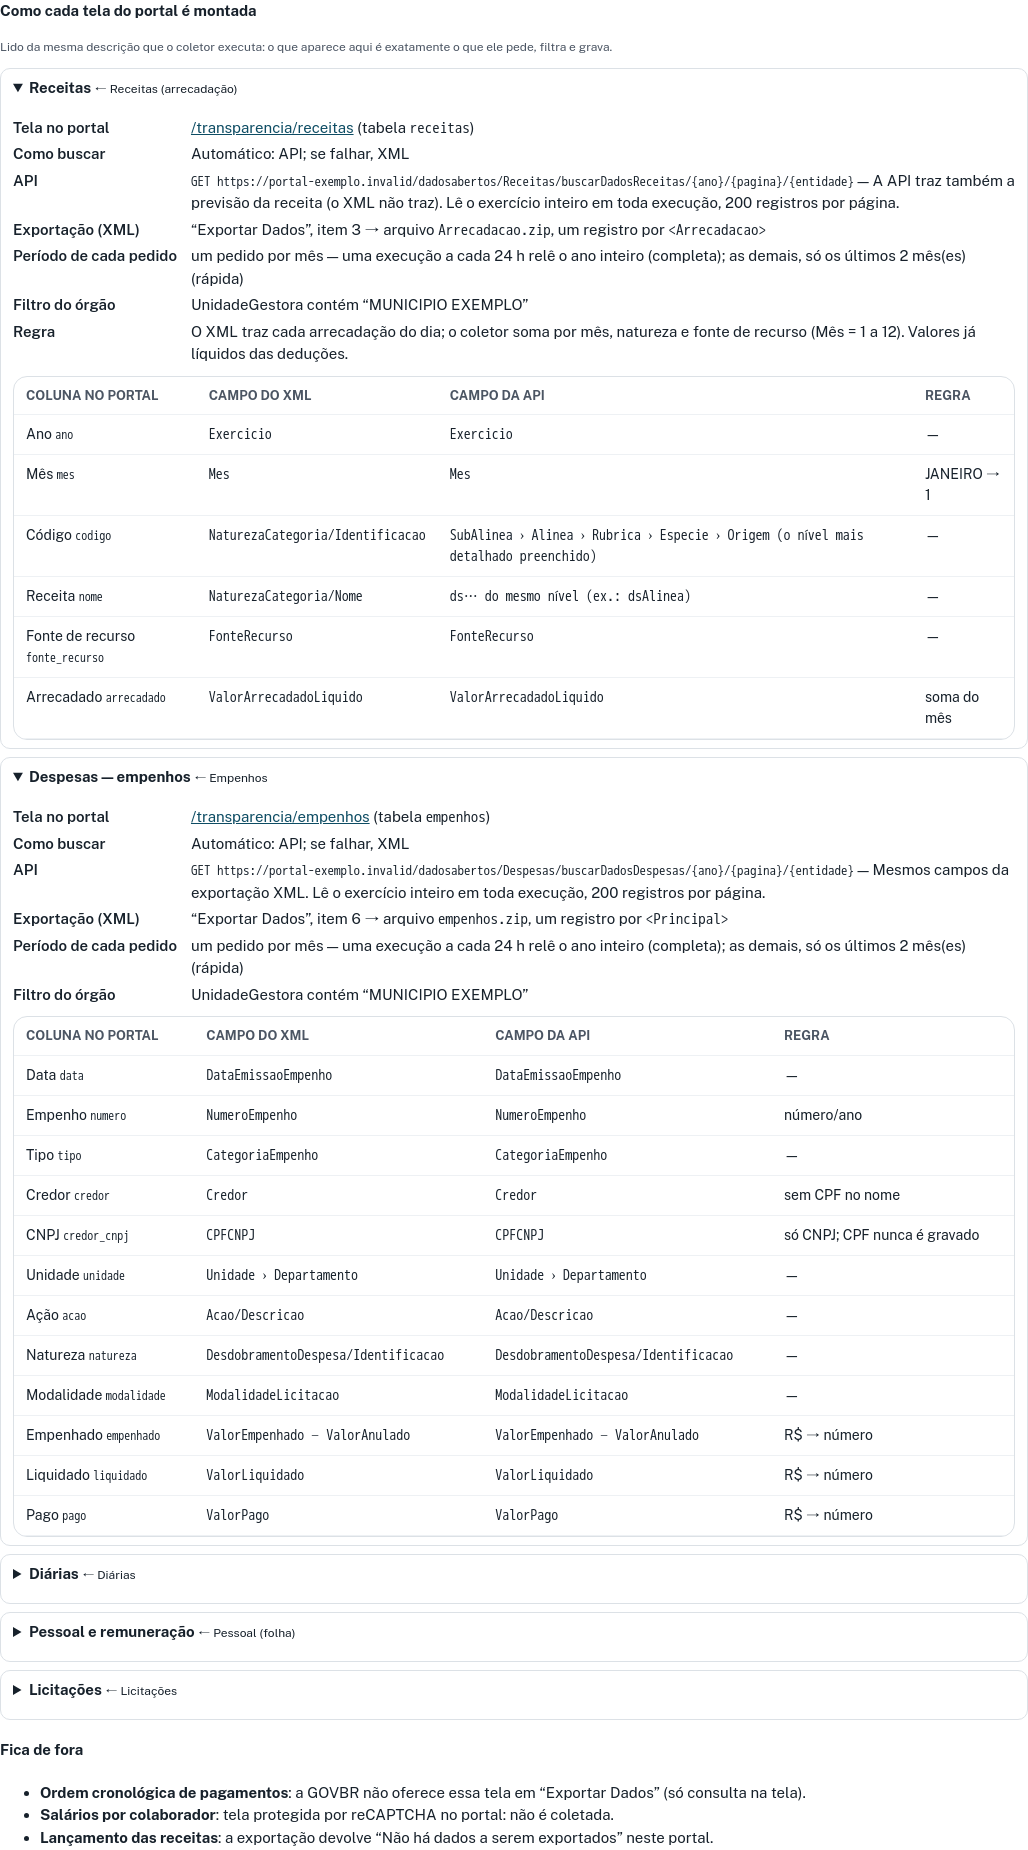 Como cada tela do portal é montada
Lido da mesma descrição que o coletor executa: o que aparece aqui é exatamente o que ele pede, filtra e grava.
▼ Receitas ← Receitas (arrecadação)
Tela no portal /transparencia/receitas (tabela receitas)
Como buscar Automático: API; se falhar, XML
API GET https://portal-exemplo.invalid/dadosabertos/Receitas/buscarDadosReceitas/{ano}/{pagina}/{entidade} — A API traz também a
previsão da receita (o XML não traz). Lê o exercício inteiro em toda execução, 200 registros por página.
Exportação (XML) “Exportar Dados”, item 3 → arquivo Arrecadacao.zip, um registro por <Arrecadacao>
Período de cada pedido um pedido por mês — uma execução a cada 24 h relê o ano inteiro (completa); as demais, só os últimos 2 mês(es)
(rápida)
Filtro do órgão UnidadeGestora contém “MUNICIPIO EXEMPLO”
Regra O XML traz cada arrecadação do dia; o coletor soma por mês, natureza e fonte de recurso (Mês = 1 a 12). Valores já
líquidos das deduções.
COLUNA NO PORTAL CAMPO DO XML CAMPO DA API REGRA
Ano ano Exercicio Exercicio —
Mês mes Mes Mes JANEIRO →
1
Código codigo NaturezaCategoria/Identificacao SubAlinea › Alinea › Rubrica › Especie › Origem (o nível mais —
detalhado preenchido)
Receita nome NaturezaCategoria/Nome ds… do mesmo nível (ex.: dsAlinea) —
Fonte de recurso FonteRecurso FonteRecurso —
fonte_recurso
Arrecadado arrecadado ValorArrecadadoLiquido ValorArrecadadoLiquido soma do
mês
▼ Despesas — empenhos ← Empenhos
Tela no portal /transparencia/empenhos (tabela empenhos)
Como buscar Automático: API; se falhar, XML
API GET https://portal-exemplo.invalid/dadosabertos/Despesas/buscarDadosDespesas/{ano}/{pagina}/{entidade} — Mesmos campos da
exportação XML. Lê o exercício inteiro em toda execução, 200 registros por página.
Exportação (XML) “Exportar Dados”, item 6 → arquivo empenhos.zip, um registro por <Principal>
Período de cada pedido um pedido por mês — uma execução a cada 24 h relê o ano inteiro (completa); as demais, só os últimos 2 mês(es)
(rápida)
Filtro do órgão UnidadeGestora contém “MUNICIPIO EXEMPLO”
COLUNA NO PORTAL CAMPO DO XML CAMPO DA API REGRA
Data data DataEmissaoEmpenho DataEmissaoEmpenho —
Empenho numero NumeroEmpenho NumeroEmpenho número/ano
Tipo tipo CategoriaEmpenho CategoriaEmpenho —
Credor credor Credor Credor sem CPF no nome
CNPJ credor_cnpj CPFCNPJ CPFCNPJ só CNPJ; CPF nunca é gravado
Unidade unidade Unidade › Departamento Unidade › Departamento —
Ação acao Acao/Descricao Acao/Descricao —
Natureza natureza DesdobramentoDespesa/Identificacao DesdobramentoDespesa/Identificacao —
Modalidade modalidade ModalidadeLicitacao ModalidadeLicitacao —
Empenhado empenhado ValorEmpenhado − ValorAnulado ValorEmpenhado − ValorAnulado R$ → número
Liquidado liquidado ValorLiquidado ValorLiquidado R$ → número
Pago pago ValorPago ValorPago R$ → número
▶ Diárias ← Diárias
▶ Pessoal e remuneração ← Pessoal (folha)
▶ Licitações ← Licitações
Fica de fora
• Ordem cronológica de pagamentos: a GOVBR não oferece essa tela em “Exportar Dados” (só consulta na tela).
• Salários por colaborador: tela protegida por reCAPTCHA no portal: não é coletada.
• Lançamento das receitas: a exportação devolve “Não há dados a serem exportados” neste portal.